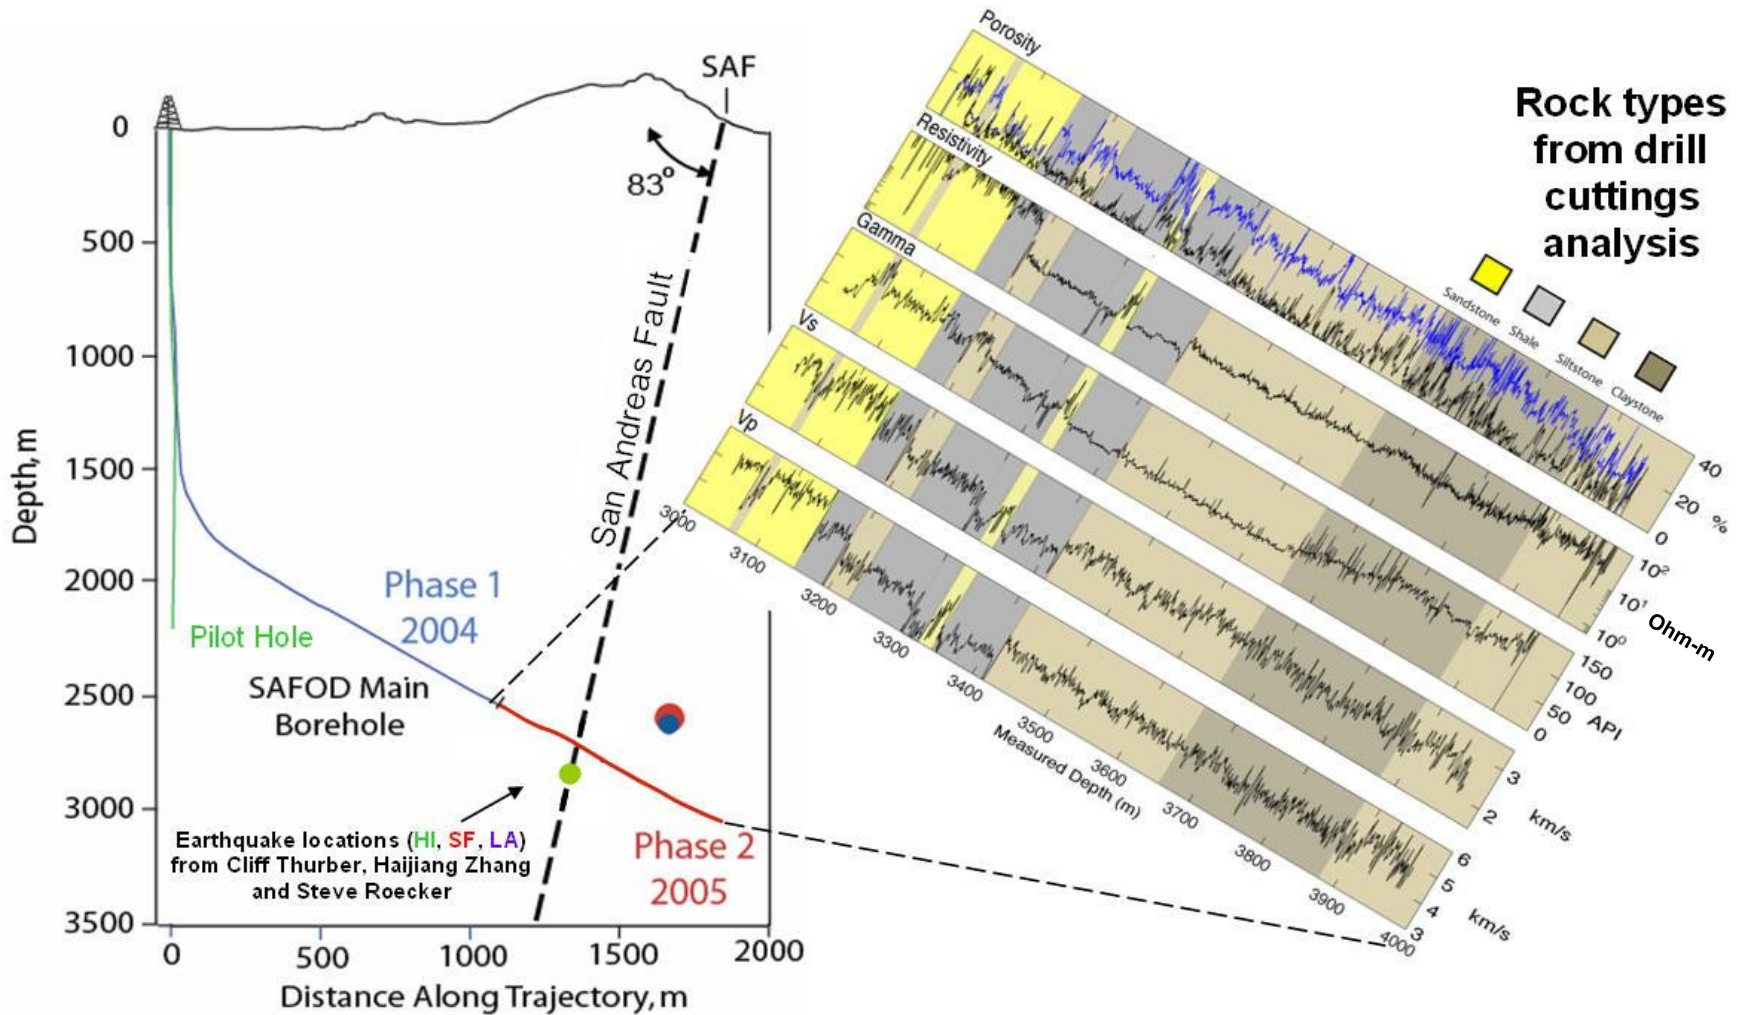 SAF
83°
San Andreas Fault
0
500
1000
1500
2000
2500
3000
3500
Depth, m
Pilot Hole
Phase 1
2004
SAFOD Main
Borehole
Earthquake locations (HI, SF, LA)
from Cliff Thurber, Haijiang Zhang
and Steve Roecker
Phase 2
2005
0
500
1000
1500
2000
Distance Along Trajectory, m
Porosity
Resistivity
Gamma
Vs
Vp
3000
3100
3200
3300
3400
3500
3600
3700
3800
3900
4000
Measured Depth (m)
40
20
0
%
10²
10¹
10⁰
Ohm-m
150
100
50
0
API
3
2
km/s
6
5
4
3
km/s
Rock types
from drill
cuttings
analysis
Sandstone
Shale
Siltstone
Claystone